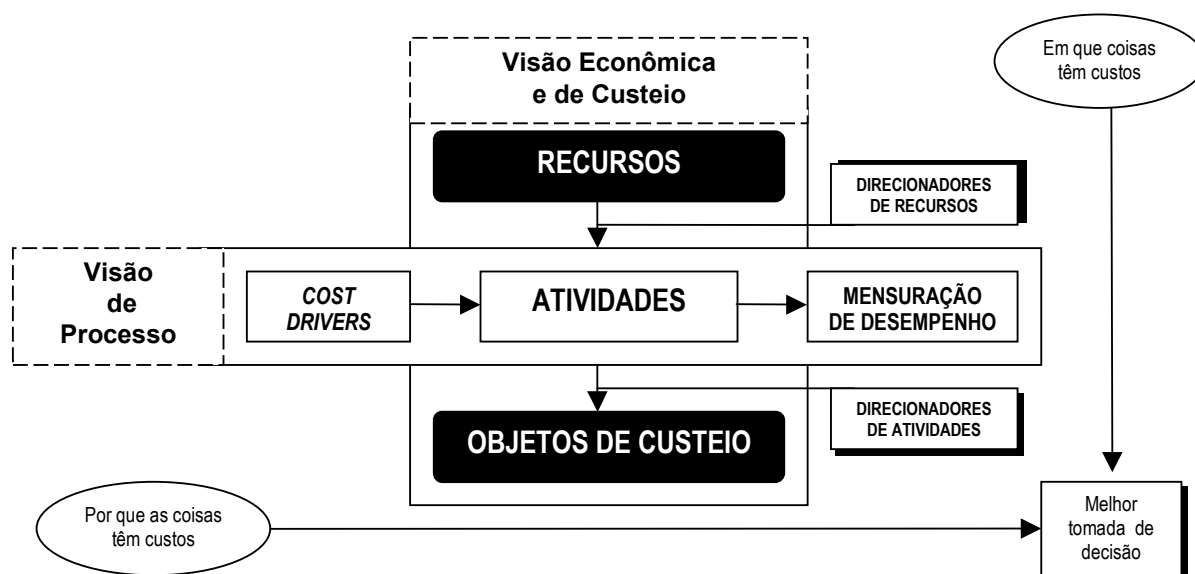 Visão Econômica
e de Custeio
Em que coisas
têm custos
RECURSOS
DIRECIONADORES
DE RECURSOS
Visão
de
Processo
COST
DRIVERS
ATIVIDADES
MENSURAÇÃO
DE DESEMPENHO
DIRECIONADORES
DE ATIVIDADES
OBJETOS DE CUSTEIO
Por que as coisas
têm custos
Melhor
tomada de
decisão